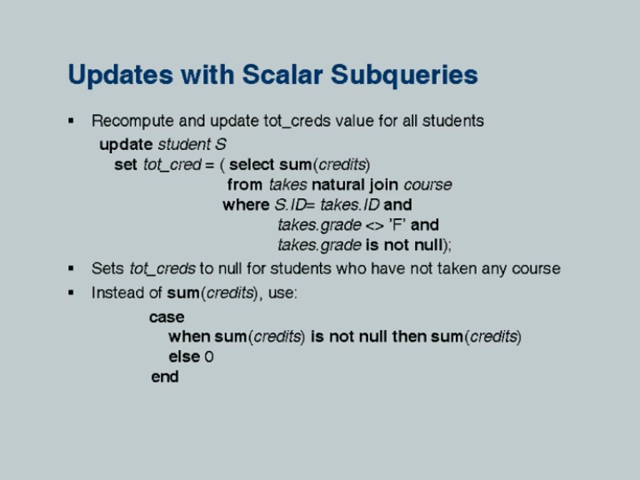 Updates with Scalar Subqueries
▪ Recompute and update tot_creds value for all students
update student S
set tot_cred = ( select sum(credits)
from takes natural join course
where S.ID= takes.ID and
takes.grade <> 'F' and
takes.grade is not null);
▪ Sets tot_creds to null for students who have not taken any course
▪ Instead of sum(credits), use:
case
when sum(credits) is not null then sum(credits)
else 0
end